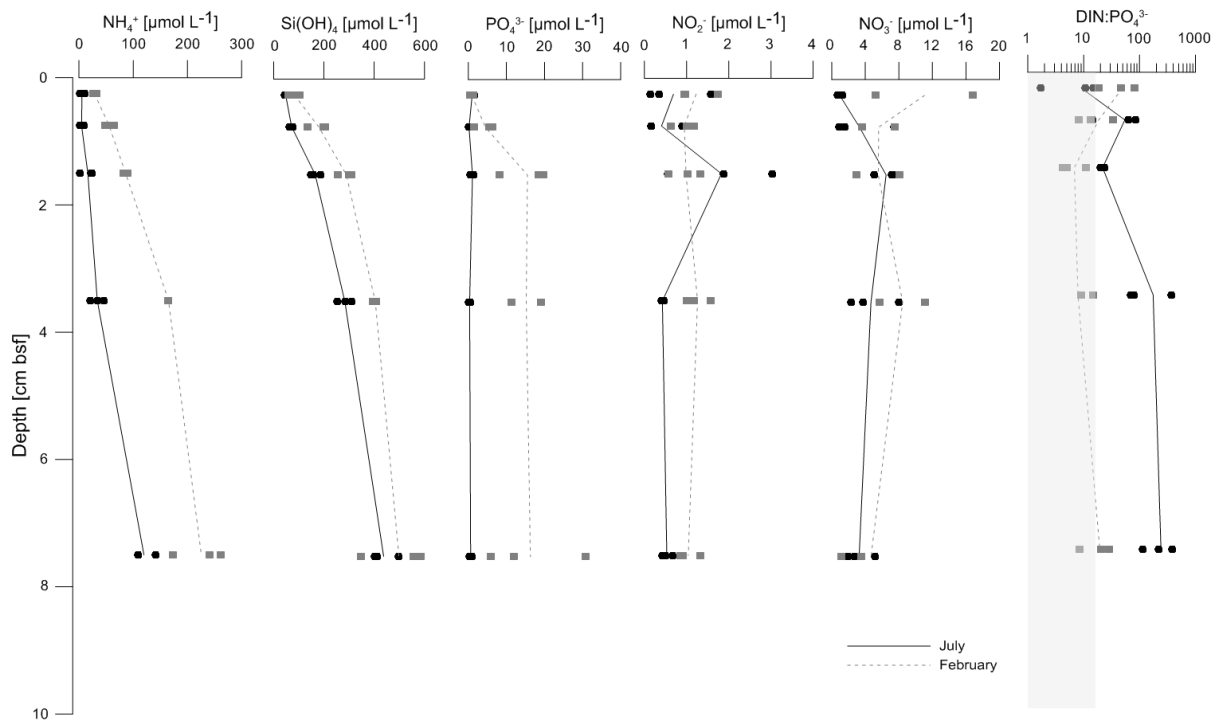 NH₄⁺ [µmol L⁻¹] Si(OH)₄ [µmol L⁻¹] PO₄³⁻ [µmol L⁻¹] NO₂⁻ [µmol L⁻¹] NO₃⁻ [µmol L⁻¹] DIN:PO₄³⁻
0 100 200 300 0 200 400 600 0 10 20 30 40 0 1 2 3 4 0 4 8 12 16 20 1 10 100 1000
0
2
4
Depth [cm bsf]
6
8
10
July
February